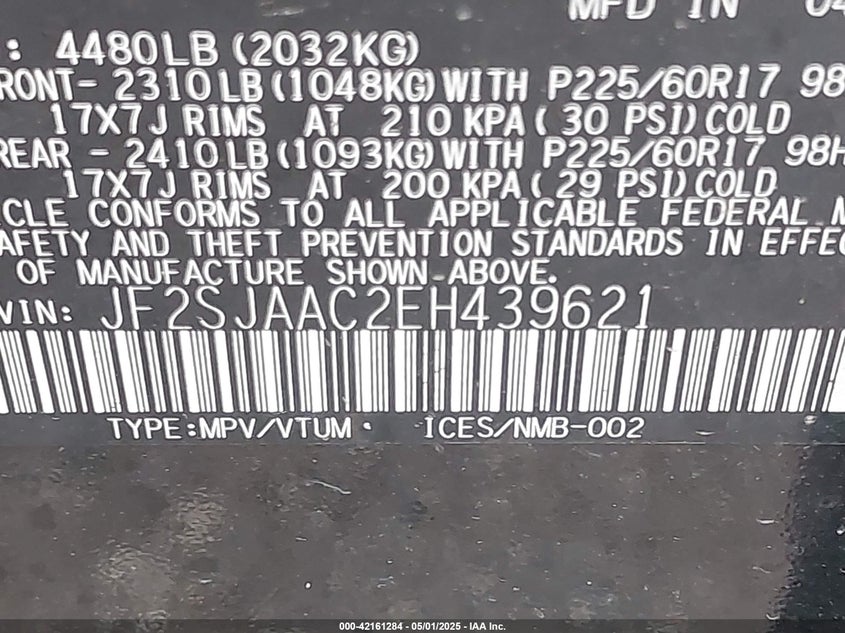 MFD IN 04
: 4480LB (2032KG)
RONT- 2310LB (1048KG) WITH P225/60R17 98
17X7J RIMS AT 210 KPA ( 30 PSI) COLD
REAR - 2410LB (1093KG) WITH P225/60R17 98H
17X7J RIMS AT 200 KPA ( 29 PSI) COLD
CLE CONFORMS TO ALL APPLICABLE FEDERAL M
AFETY AND THEFT PREVENTION STANDARDS IN EFFEC
OF MANUFACTURE SHOWN ABOVE.
VIN: JF2SJAAC2EH439621
TYPE:MPV/VTUM · ICES/NMB-002
000-42161284 - 05/01/2025 - IAA Inc.